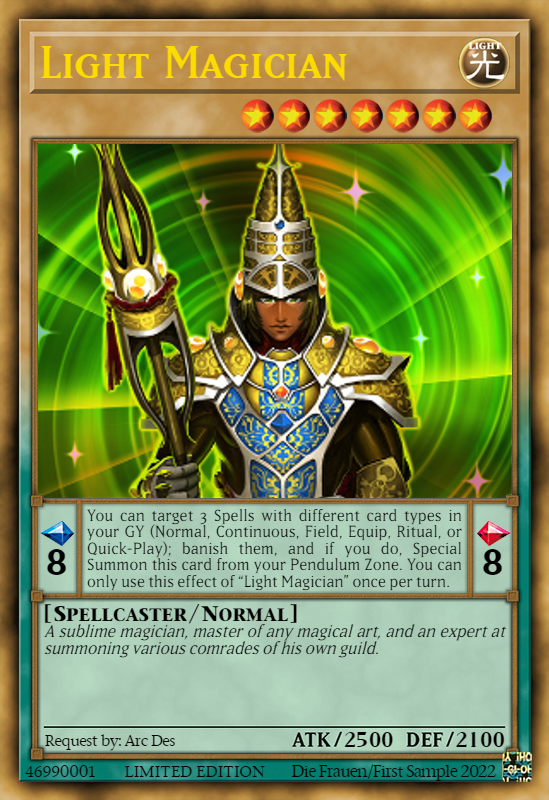 Light Magician
LIGHT
光
You can target 3 Spells with different card types in
your GY (Normal, Continuous, Field, Equip, Ritual, or
Quick-Play); banish them, and if you do, Special
Summon this card from your Pendulum Zone. You can
only use this effect of "Light Magician" once per turn.
8
8
[Spellcaster/Normal]
A sublime magician, master of any magical art, and an expert at
summoning various comrades of his own guild.
Request by: Arc Des
ATK/2500 DEF/2100
46990001 LIMITED EDITION Die Frauen/First Sample 2022